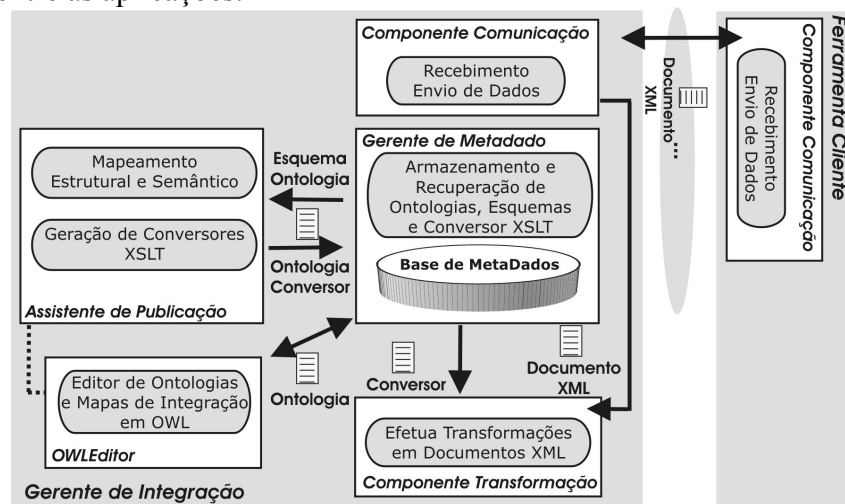 Componente Comunicação
Recebimento
Envio de Dados
Documento
XML
...
Recebimento
Envio de Dados
Componente Comunicação
Ferramenta Cliente
Mapeamento
Estrutural e Semântico
Geração de Conversores
XSLT
Assistente de Publicação
Esquema
Ontologia
Ontologia
Conversor
Gerente de Metadado
Armazenamento e
Recuperação de
Ontologias, Esquemas
e Conversor XSLT
Base de MetaDados
Editor de Ontologias
e Mapas de Integração
em OWL
OWLEditor
Ontologia
Conversor
Documento
XML
Efetua Transformações
em Documentos XML
Componente Transformação
Gerente de Integração